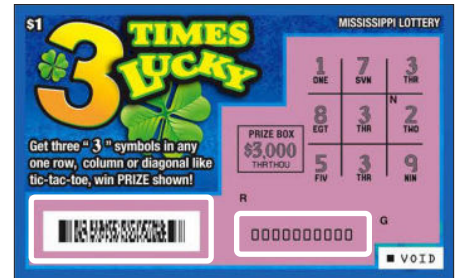 $1
MISSISSIPPI LOTTERY
3
TIMES
LUCKY
1 7 3
ONE SVN THR
N
8 3 2
EGT THR TWO
PRIZE BOX
$3,000
THRTHOU
5 3 9
FIV THR NIN
Get three " 3 " symbols in any
one row, column or diagonal like
tic-tac-toe, win PRIZE shown!
R
G
0000000000
■ VOID